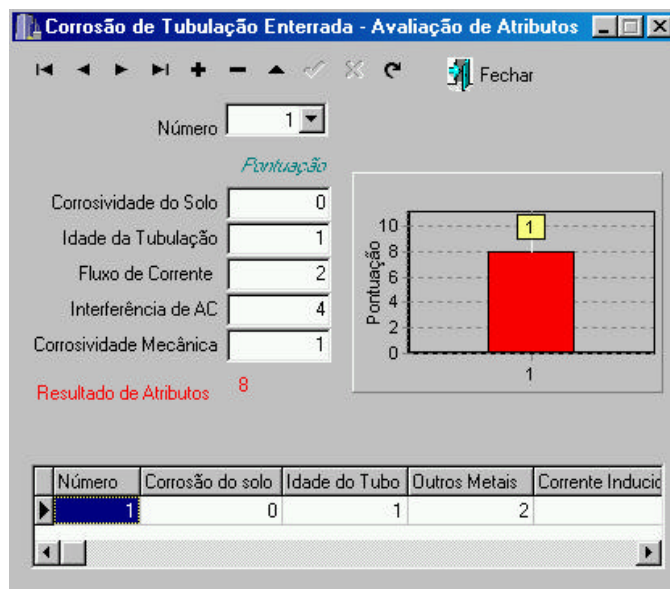 Corrosão de Tubulação Enterrada - Avaliação de Atributos
Fechar
Número 1
Pontuação
Corrosividade do Solo 0
Idade da Tubulação 1
Fluxo de Corrente 2
Interferência de AC 4
Corrosividade Mecânica 1
Resultado de Atributos 8
Pontuação
10
8
6
4
2
0
1
1
Número Corrosão do solo Idade do Tubo Outros Metais Corrente Inducic
1 0 1 2